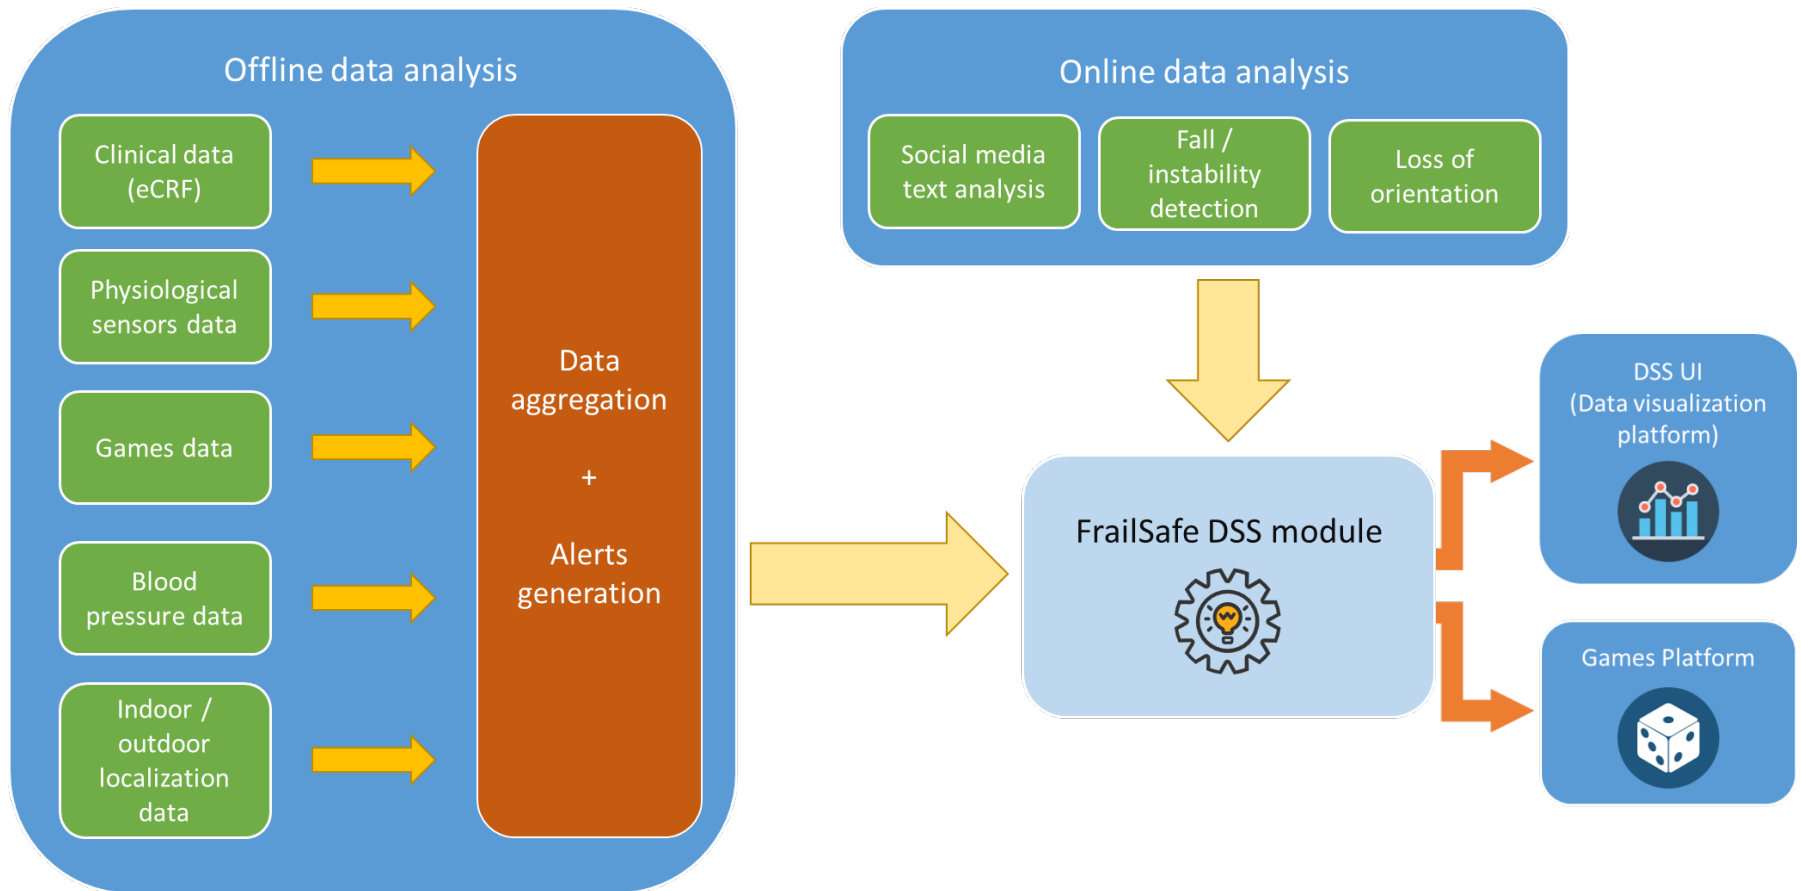 Offline data analysis
Clinical data
(eCRF)
Physiological
sensors data
Games data
Blood
pressure data
Indoor /
outdoor
localization
data
Data
aggregation
+
Alerts
generation
Online data analysis
Social media
text analysis
Fall /
instability
detection
Loss of
orientation
FrailSafe DSS module
DSS UI
(Data visualization
platform)
Games Platform